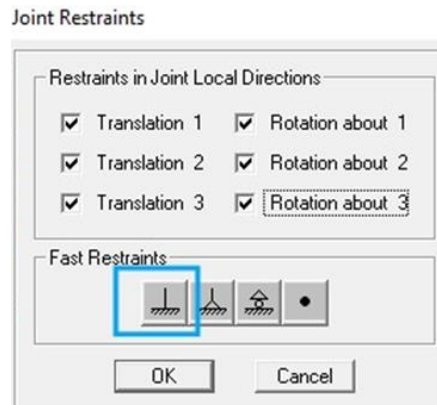 Joint Restraints
Restraints in Joint Local Directions
Translation 1 Rotation about 1
Translation 2 Rotation about 2
Translation 3 Rotation about 3
Fast Restraints
OK Cancel